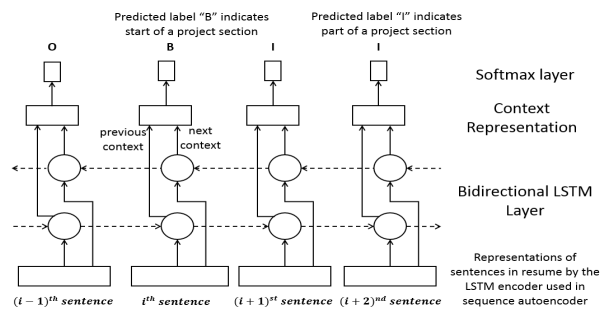 Predicted label “B” indicates
start of a project section
Predicted label “I” indicates
part of a project section
O
B
I
I
Softmax layer
Context
Representation
previous
context
next
context
Bidirectional LSTM
Layer
Representations of
sentences in resume by the
LSTM encoder used in
sequence autoencoder
(i − 1)ᵗʰ sentence
iᵗʰ sentence
(i + 1)ˢᵗ sentence
(i + 2)ⁿᵈ sentence